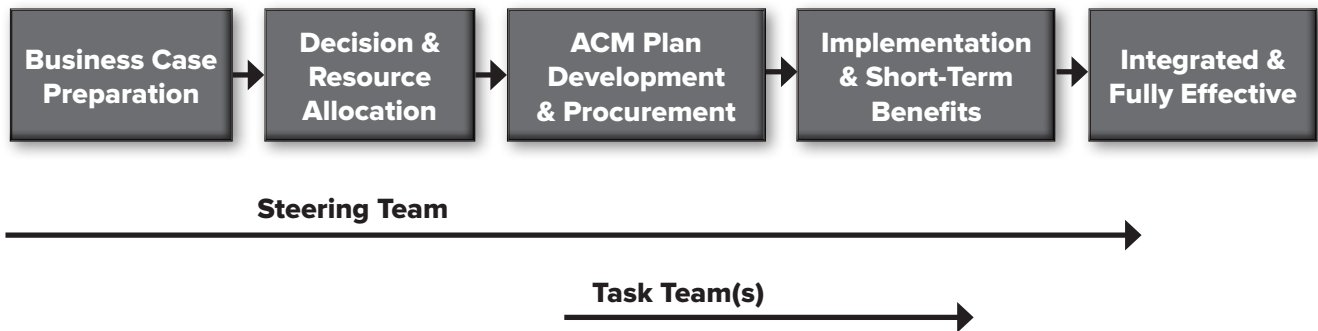 Business Case
Preparation
Decision &
Resource
Allocation
ACM Plan
Development
& Procurement
Implementation
& Short-Term
Benefits
Integrated &
Fully Effective
Steering Team
Task Team(s)